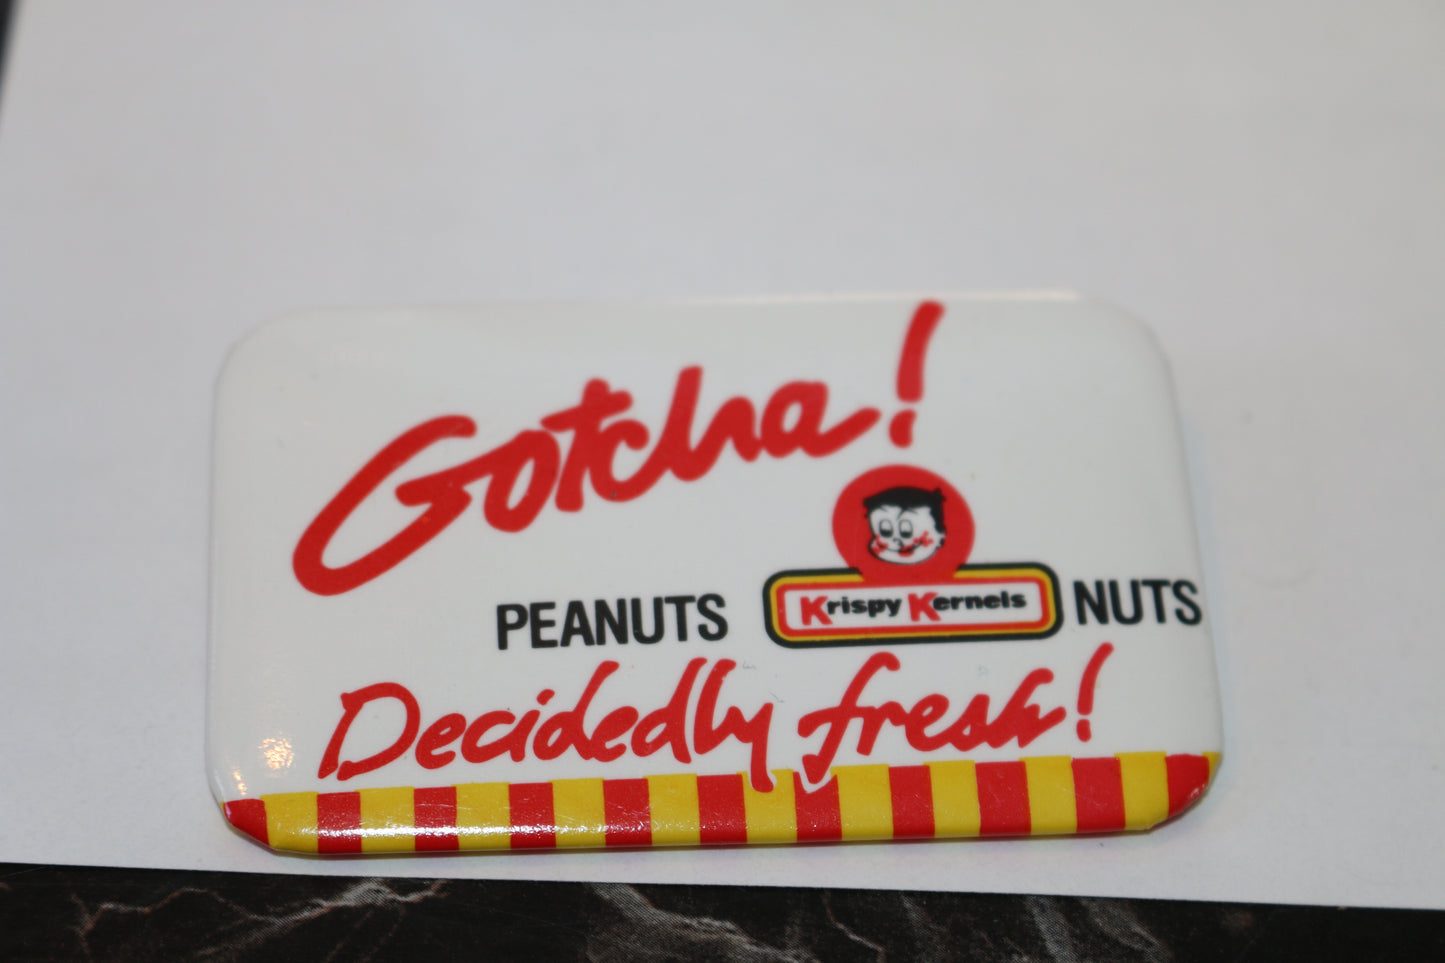 Gotcha!
PEANUTS Krispy Kernels NUTS
Decidedly fresh!